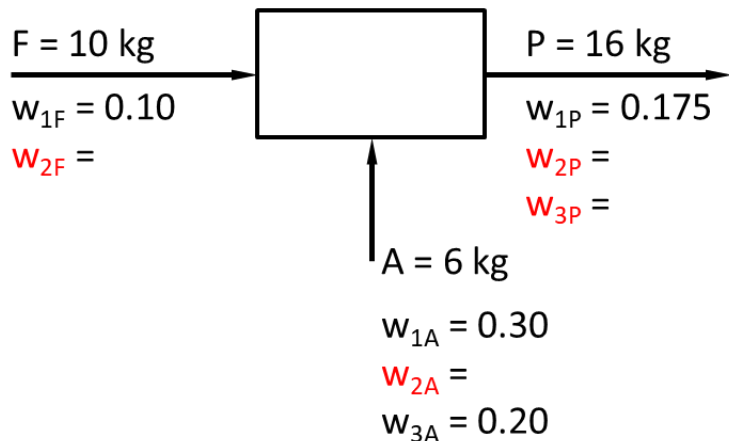 F = 10 kg
w1F = 0.10
w2F =
P = 16 kg
w1P = 0.175
w2P =
w3P =
A = 6 kg
w1A = 0.30
w2A =
w3A = 0.20